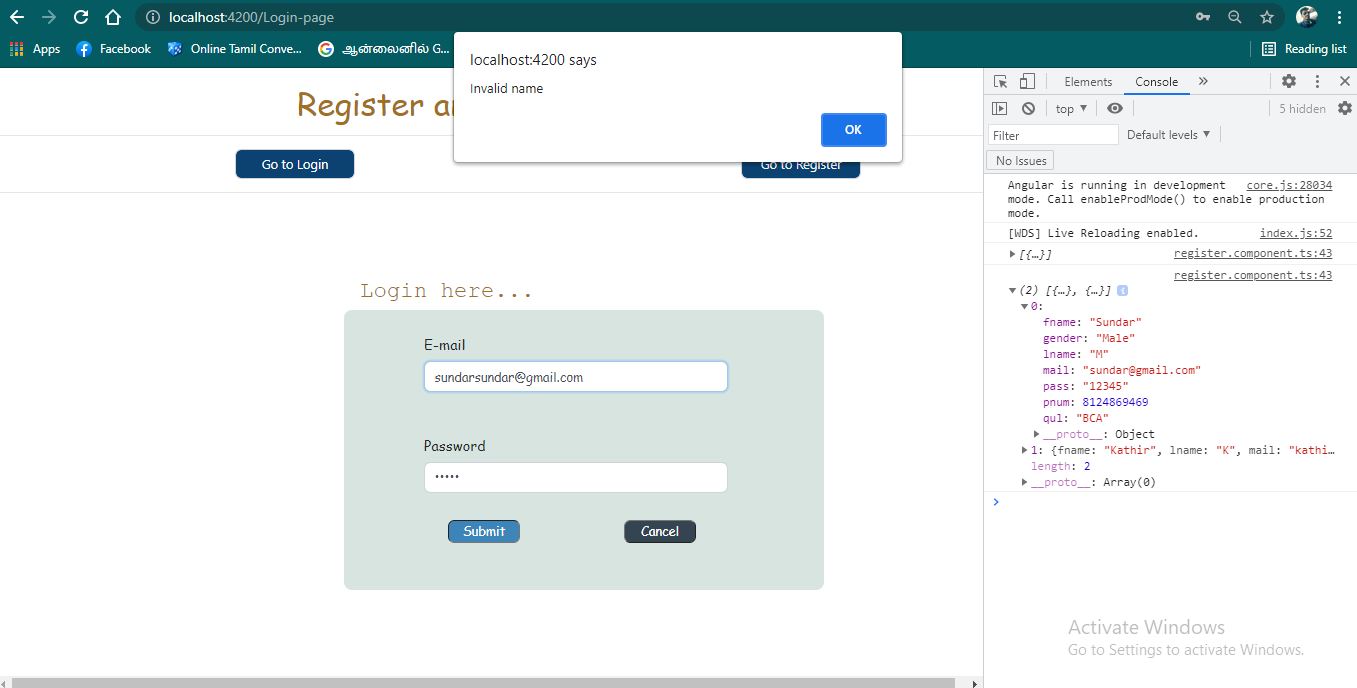 localhost:4200/Login-page
Apps Facebook Online Tamil Conve... ஆன்லைனில் G... Reading list
localhost:4200 says
Invalid name
OK
Register a
Go to Login Go to Register
Login here...
E-mail
sundarsundar@gmail.com
Password
•••••
Submit Cancel
Elements Console
top 5 hidden
Filter Default levels
No Issues
Angular is running in development core.js:28034
mode. Call enableProdMode() to enable production
mode.
[WDS] Live Reloading enabled. index.js:52
[{…}] register.component.ts:43
register.component.ts:43
(2) [{…}, {…}] i
0:
fname: "Sundar"
gender: "Male"
lname: "M"
mail: "sundar@gmail.com"
pass: "12345"
pnum: 8124869469
qul: "BCA"
__proto__: Object
1: {fname: "Kathir", lname: "K", mail: "kathi…
length: 2
__proto__: Array(0)
Activate Windows
Go to Settings to activate Windows.